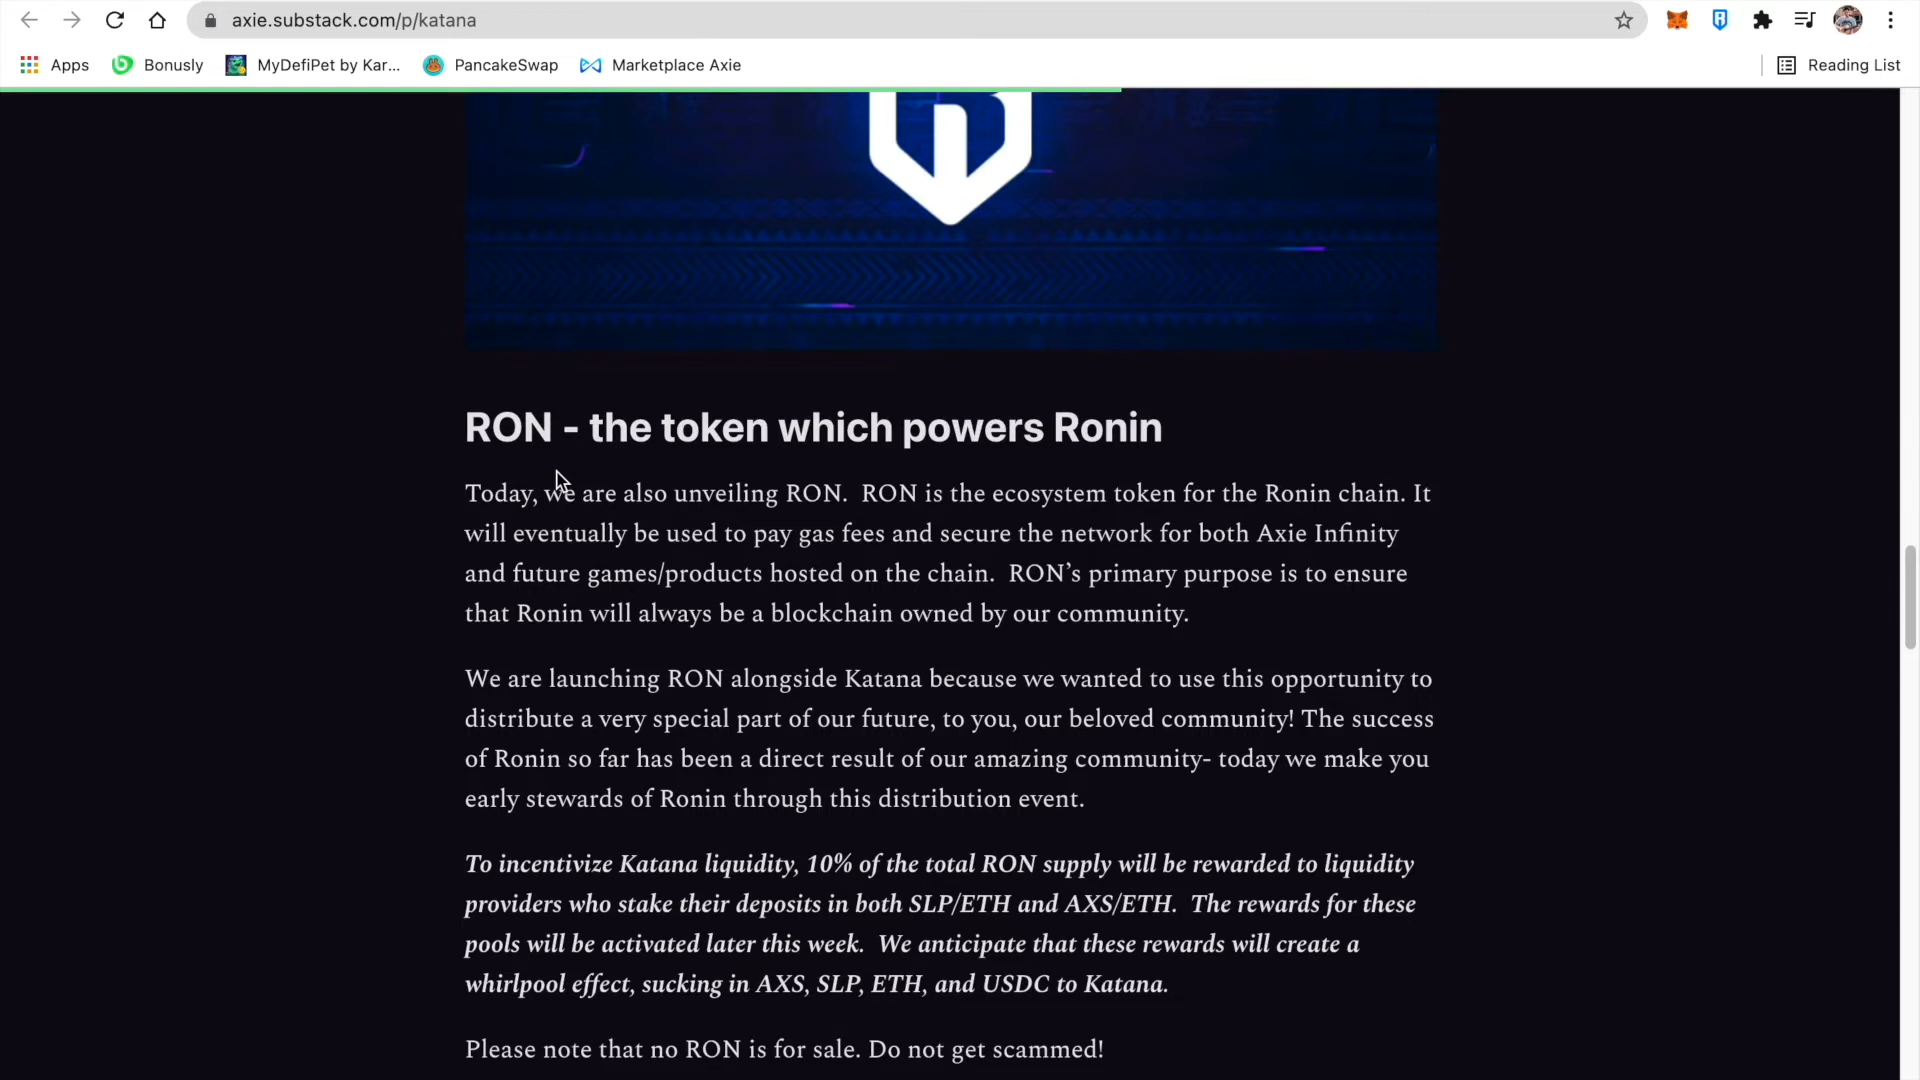 axie.substack.com/p/katana
Apps
Bonusly
MyDefiPet by Kar...
PancakeSwap
Marketplace Axie
Reading List
RON - the token which powers Ronin
Today, we are also unveiling RON.  RON is the ecosystem token for the Ronin chain. It
will eventually be used to pay gas fees and secure the network for both Axie Infinity
and future games/products hosted on the chain.  RON’s primary purpose is to ensure
that Ronin will always be a blockchain owned by our community.
We are launching RON alongside Katana because we wanted to use this opportunity to
distribute a very special part of our future, to you, our beloved community! The success
of Ronin so far has been a direct result of our amazing community- today we make you
early stewards of Ronin through this distribution event.
To incentivize Katana liquidity, 10% of the total RON supply will be rewarded to liquidity
providers who stake their deposits in both SLP/ETH and AXS/ETH.  The rewards for these
pools will be activated later this week.  We anticipate that these rewards will create a
whirlpool effect, sucking in AXS, SLP, ETH, and USDC to Katana.
Please note that no RON is for sale. Do not get scammed!